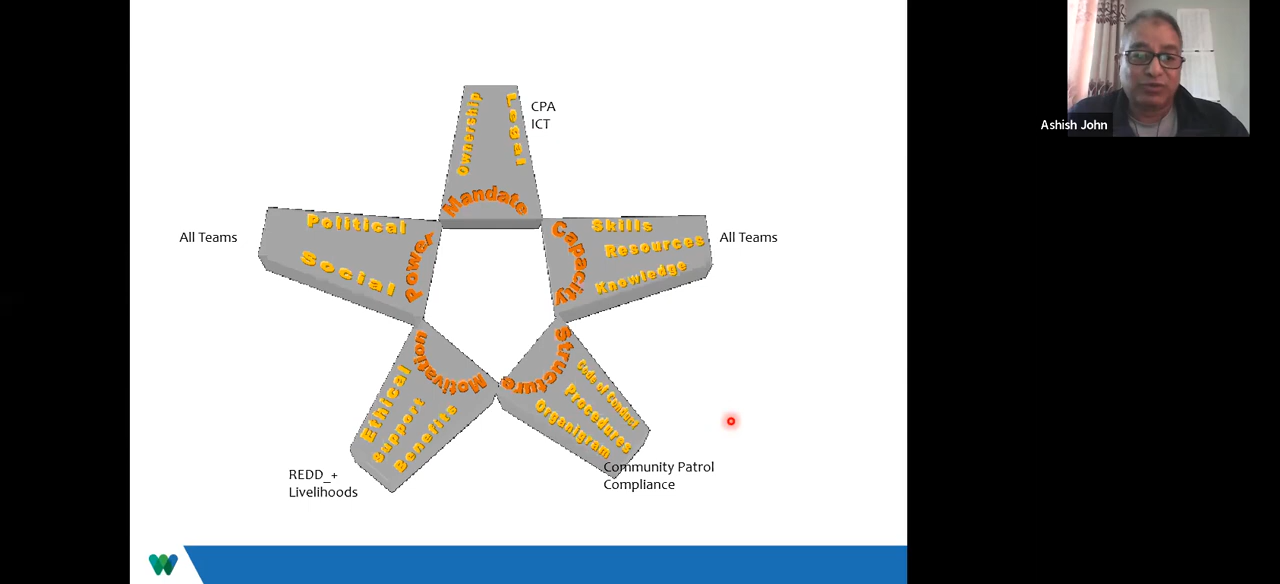 Ownership
Legal
Mandate
CPA
ICT
All Teams
Political
Social
Power
Capacity
Skills
Resources
Knowledge
All Teams
Motivation
Ethical
Support
Benefits
REDD_+
Livelihoods
Structure
Code of Conduct
Procedures
Organigram
Community Patrol
Compliance
Ashish John